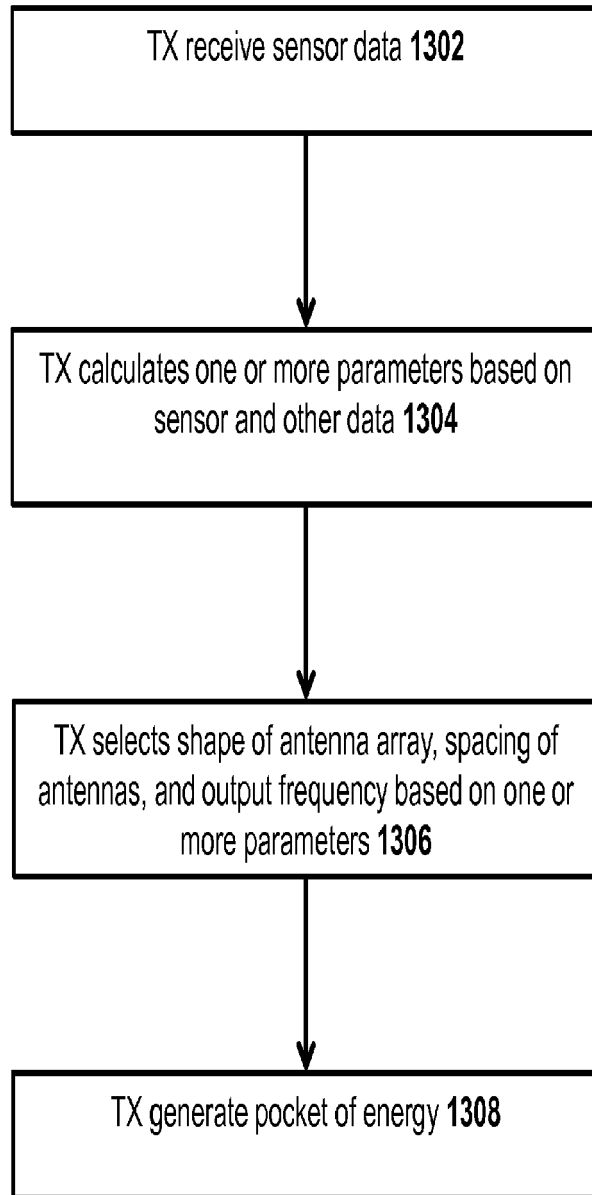 TX receive sensor data 1302
TX calculates one or more parameters based on
sensor and other data 1304
TX selects shape of antenna array, spacing of
antennas, and output frequency based on one or
more parameters 1306
TX generate pocket of energy 1308